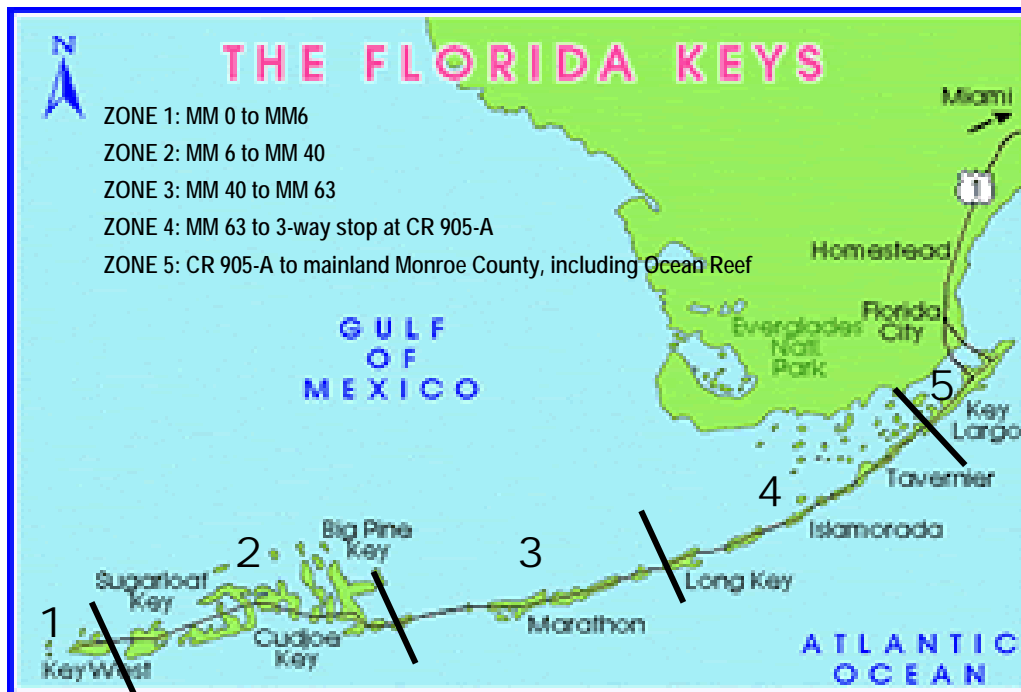 N
THE FLORIDA KEYS
ZONE 1: MM 0 to MM6
ZONE 2: MM 6 to MM 40
ZONE 3: MM 40 to MM 63
ZONE 4: MM 63 to 3-way stop at CR 905-A
ZONE 5: CR 905-A to mainland Monroe County, including Ocean Reef
Miami
1
Homestead
Florida
City
Everglades
Natl.
Park
GULF
OF
MEXICO
5
Key
Largo
Tavernier
4
Islamorada
Long Key
3
Marathon
Big Pine
Key
2
Sugarloaf
Key
Cudjoe
Key
1
Key West
ATLANTIC
OCEAN